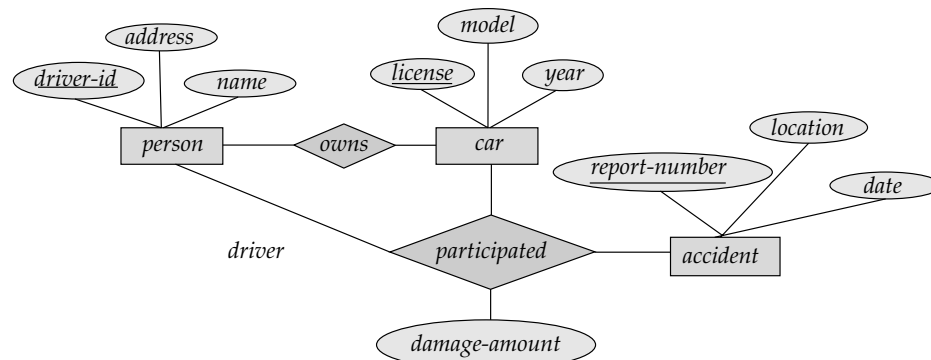 model
address
driver-id
name
license
year
person
owns
car
location
report-number
date
driver
participated
accident
damage-amount